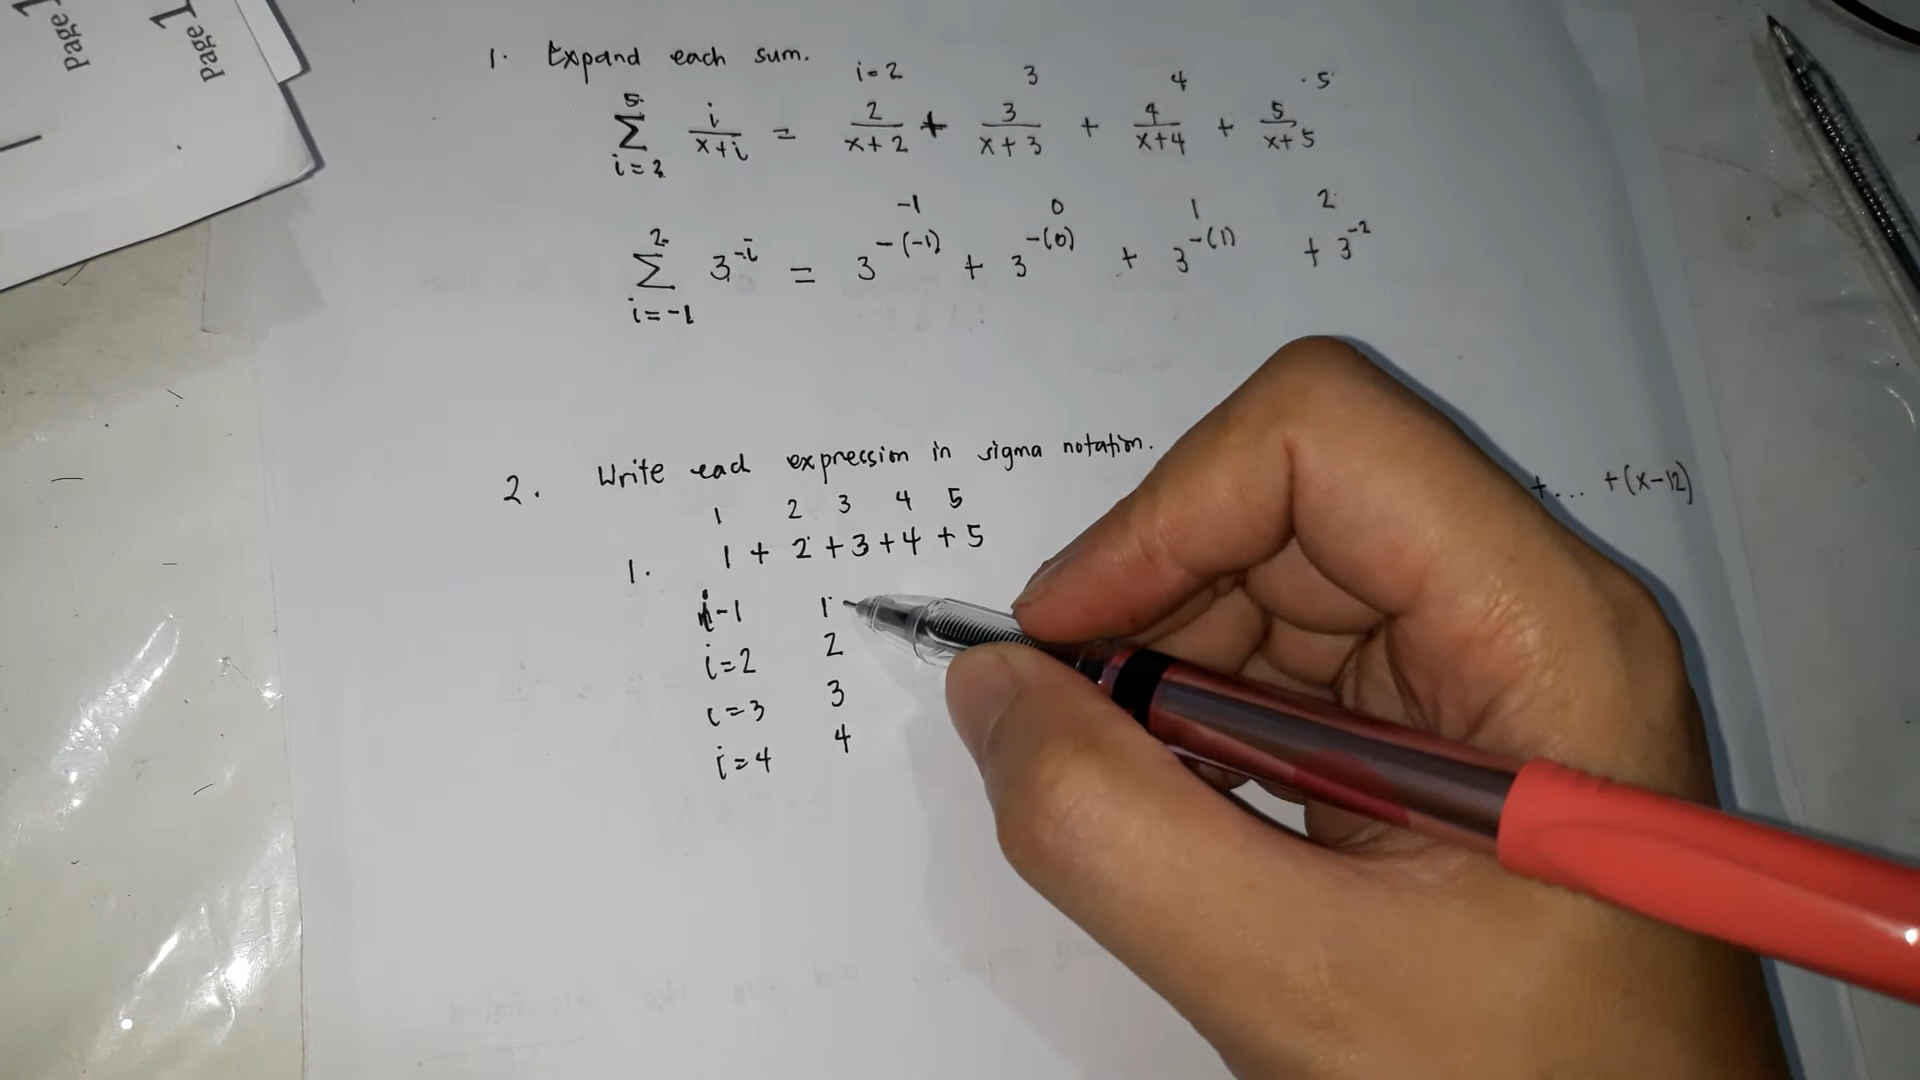 Page 1
Page 1
1. Expand each sum.
i=2 3 4 5
5 Σ i=2 i/x+i = 2/x+2 + 3/x+3 + 4/x+4 + 5/x+5
-1 0 1 2
2 Σ i=-1 3^-i = 3^-(-1) + 3^-(0) + 3^-(1) + 3^-2
2. Write each expression in sigma notation.
+... +(x-12)
1 2 3 4 5
1. 1 + 2 + 3 + 4 + 5
i-1 1
i=2 2
i=3 3
i=4 4